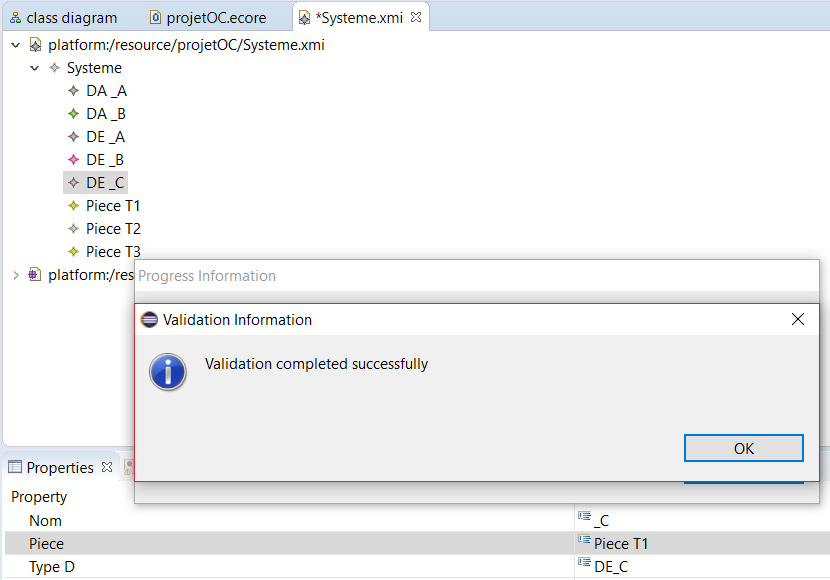 class diagram projetOC.ecore *Systeme.xmi
platform:/resource/projetOC/Systeme.xmi
Systeme
DA _A
DA _B
DE _A
DE _B
DE _C
Piece T1
Piece T2
Piece T3
platform:/res
Progress Information
Validation Information
Validation completed successfully
OK
Properties
Property
Nom _C
Piece Piece T1
Type D DE_C